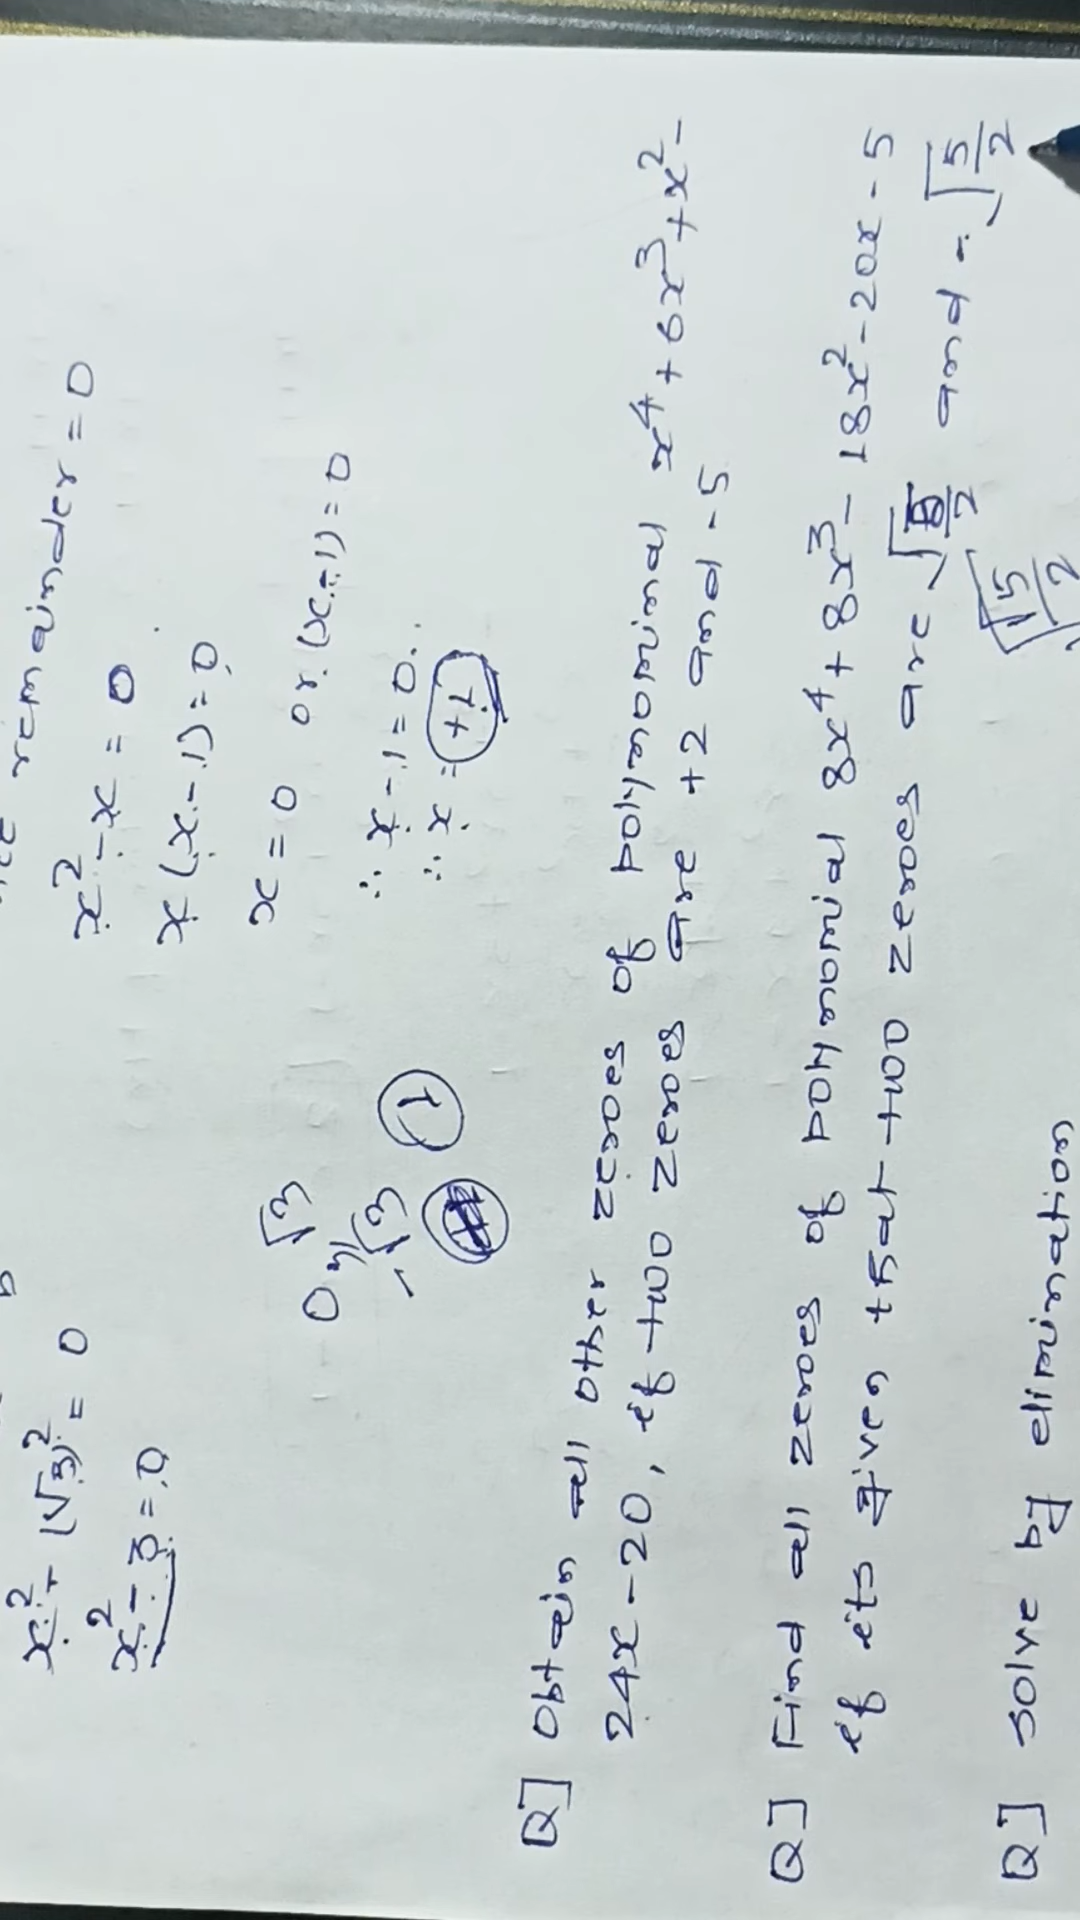 remainder = 0
x² - x = 0
x (x - 1) = 0
x = 0 or (x - 1) = 0
∴ x - 1 = 0
∴ x = +1
x² - (√3)² = 0
x² - 3 = 0
√3
0,
-√3
1
Q] Obtain all other zeroes of polynomial x⁴ + 6x³ + x² -
24x - 20, if two zeroes are +2 and -5
Q] Find all zeroes of polynomial 8x⁴ + 8x³ - 18x² - 20x - 5
if its given that two zeroes are √5/2 and -√5/2
√5/2
Q] Solve by elimination